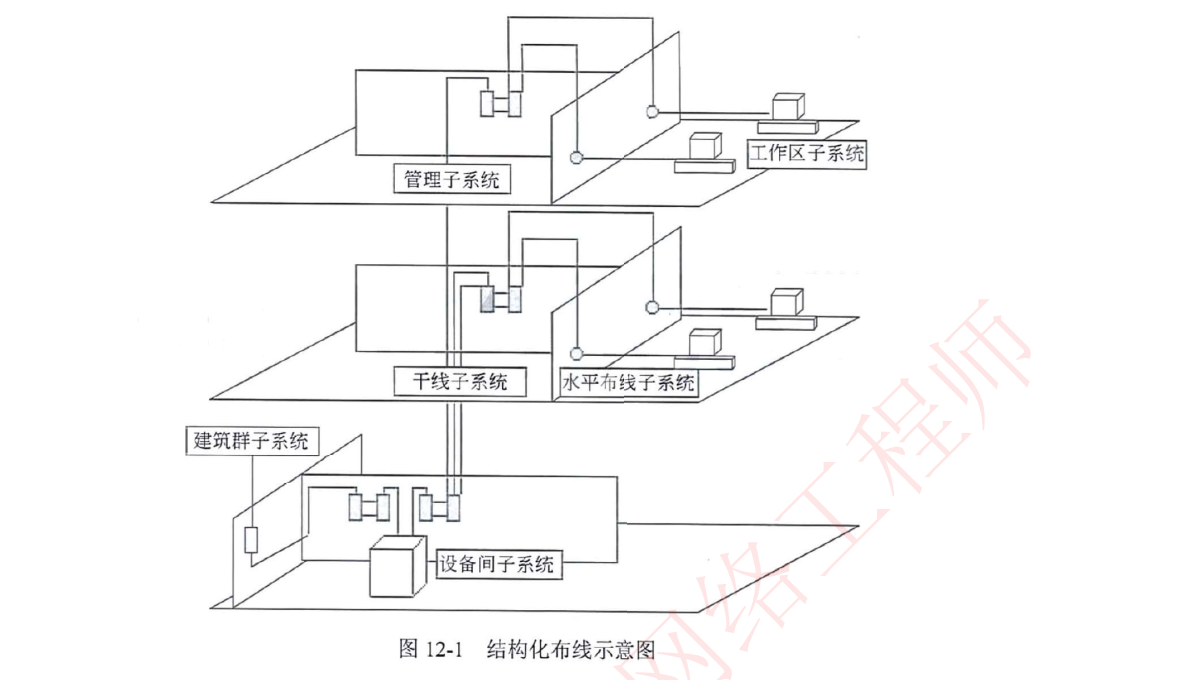 工作区子系统
管理子系统
干线子系统
水平布线子系统
建筑群子系统
设备间子系统
图 12-1 结构化布线示意图
网络工程师